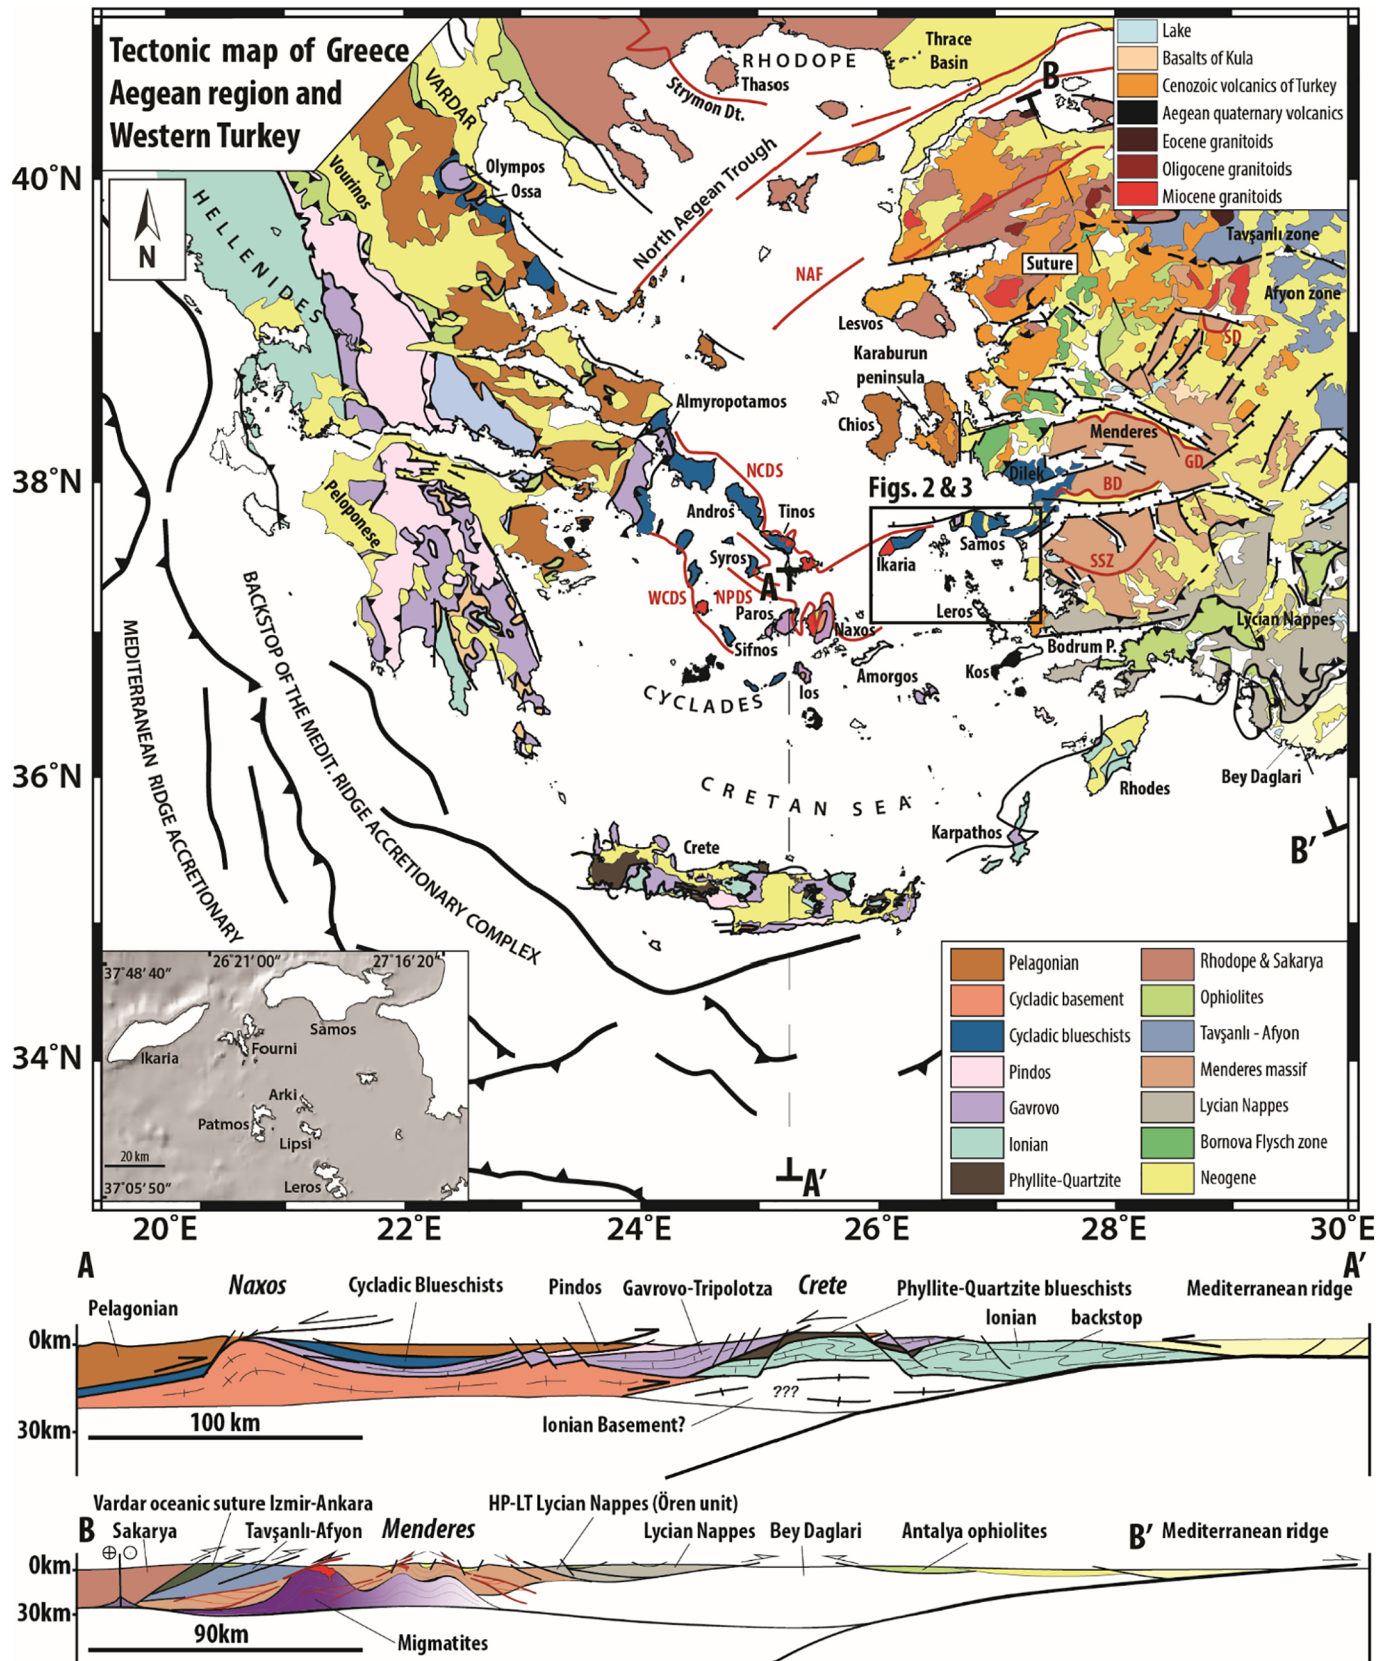 Tectonic map of Greece
Aegean region and
Western Turkey
N
Lake
Basalts of Kula
Cenozoic volcanics of Turkey
Aegean quaternary volcanics
Eocene granitoids
Oligocene granitoids
Miocene granitoids
40°N
38°N
36°N
34°N
VARDAR
RHODOPE
Thasos
Thrace
Basin
B
Strymon Dt.
Vourinos
Olympos
Ossa
North Aegean Trough
HELLENIDES
NAF
Suture
Tavşanlı zone
Afyon zone
Lesvos
SD
Karaburun
peninsula
Chios
Almyropotamos
Menderes
GD
Dilek
BD
NCDS
Figs. 2 & 3
Peloponese
Andros
Tinos
Syros
A
Samos
Ikaria
SSZ
WCDS
NPDS
Paros
Naxos
Leros
Lycian Nappes
Sifnos
Bodrum P.
Kos
Amorgos
Ios
CYCLADES
CRETAN SEA
Rhodes
Bey Daglari
Karpathos
B'
Crete
MEDITERRANEAN RIDGE ACCRETIONARY
BACKSTOP OF THE MEDIT. RIDGE ACCRETIONARY COMPLEX
37°48'40"
26°21'00"
27°16'20"
Samos
Ikaria
Fourni
Arki
Patmos
Lipsi
20 km
Leros
37°05'50"
Pelagonian
Cycladic basement
Cycladic blueschists
Pindos
Gavrovo
Ionian
Phyllite-Quartzite
Rhodope & Sakarya
Ophiolites
Tavşanlı - Afyon
Menderes massif
Lycian Nappes
Bornova Flysch zone
Neogene
A'
20°E
22°E
24°E
26°E
28°E
30°E
A
A'
Naxos
Cycladic Blueschists
Pindos
Gavrovo-Tripolotza
Crete
Phyllite-Quartzite blueschists
Mediterranean ridge
Pelagonian
Ionian
backstop
0km
???
100 km
30km
Ionian Basement?
Vardar oceanic suture Izmir-Ankara
HP-LT Lycian Nappes (Ören unit)
B
Sakarya
Tavşanlı-Afyon
Menderes
Lycian Nappes
Bey Daglari
Antalya ophiolites
B'
Mediterranean ridge
0km
30km
90km
Migmatites